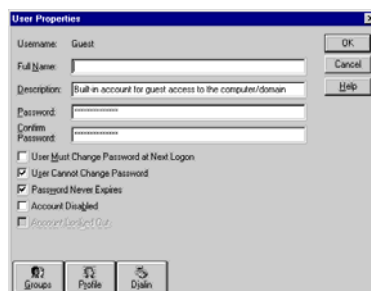 User Properties
Username: Guest
OK
Full Name:
Cancel
Description: Built-in account for guest access to the computer/domain
Help
Password: **************
Confirm Password: **************
User Must Change Password at Next Logon
User Cannot Change Password
Password Never Expires
Account Disabled
Account Locked Out
Groups Profile Dialin